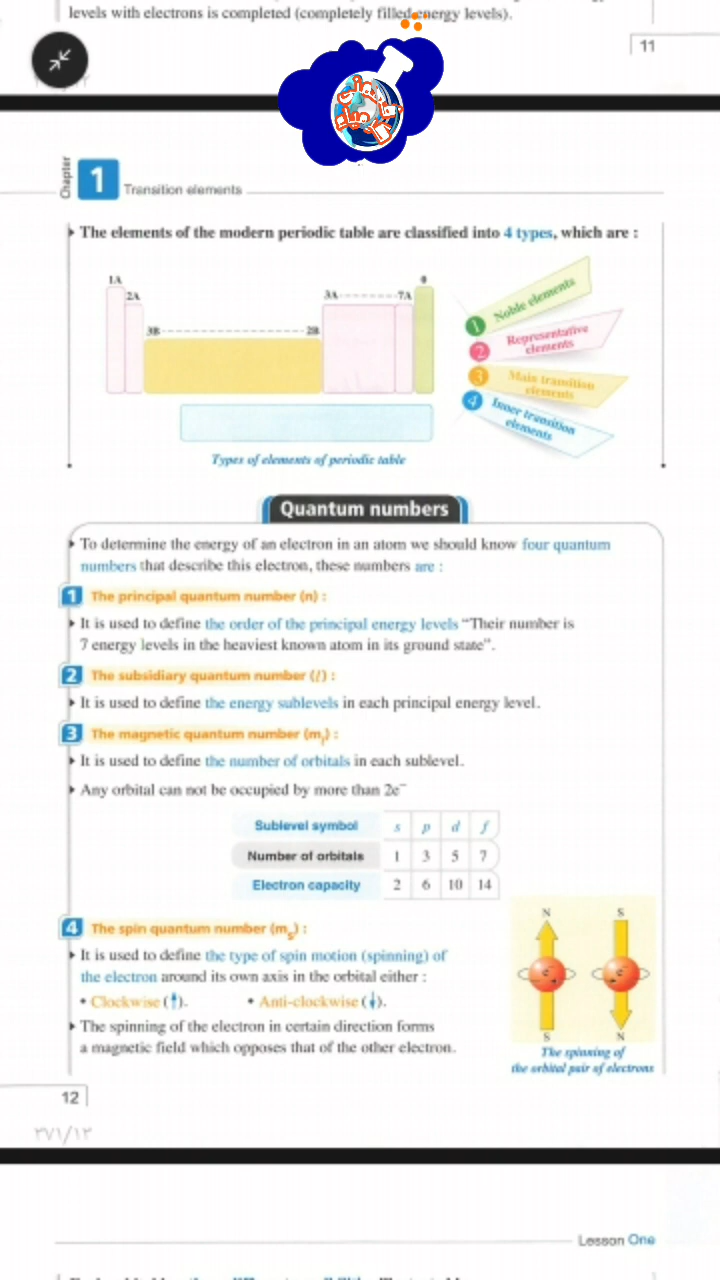 levels with electrons is completed (completely filled energy levels).
11
Chapter
1
Transition elements
The elements of the modern periodic table are classified into 4 types, which are :
1A
2A
3B
2B
3A
7A
0
1 Noble elements
2 Representative
elements
3 Main transition
elements
4 Inner transition
elements
Types of elements of periodic table
Quantum numbers
To determine the energy of an electron in an atom we should know four quantum
numbers that describe this electron, these numbers are :
1 The principal quantum number (n) :
It is used to define the order of the principal energy levels “Their number is
7 energy levels in the heaviest known atom in its ground state”.
2 The subsidiary quantum number (l) :
It is used to define the energy sublevels in each principal energy level.
3 The magnetic quantum number (mₗ) :
It is used to define the number of orbitals in each sublevel.
Any orbital can not be occupied by more than 2e⁻
Sublevel symbol s p d f
Number of orbitals 1 3 5 7
Electron capacity 2 6 10 14
4 The spin quantum number (mₛ) :
It is used to define the type of spin motion (spinning) of
the electron around its own axis in the orbital either :
• Clockwise (↑). • Anti-clockwise (↓).
The spinning of the electron in certain direction forms
a magnetic field which opposes that of the other electron.
N S
S N
The spinning of
the orbital pair of electrons
12
٢٧١/١٢
Lesson One